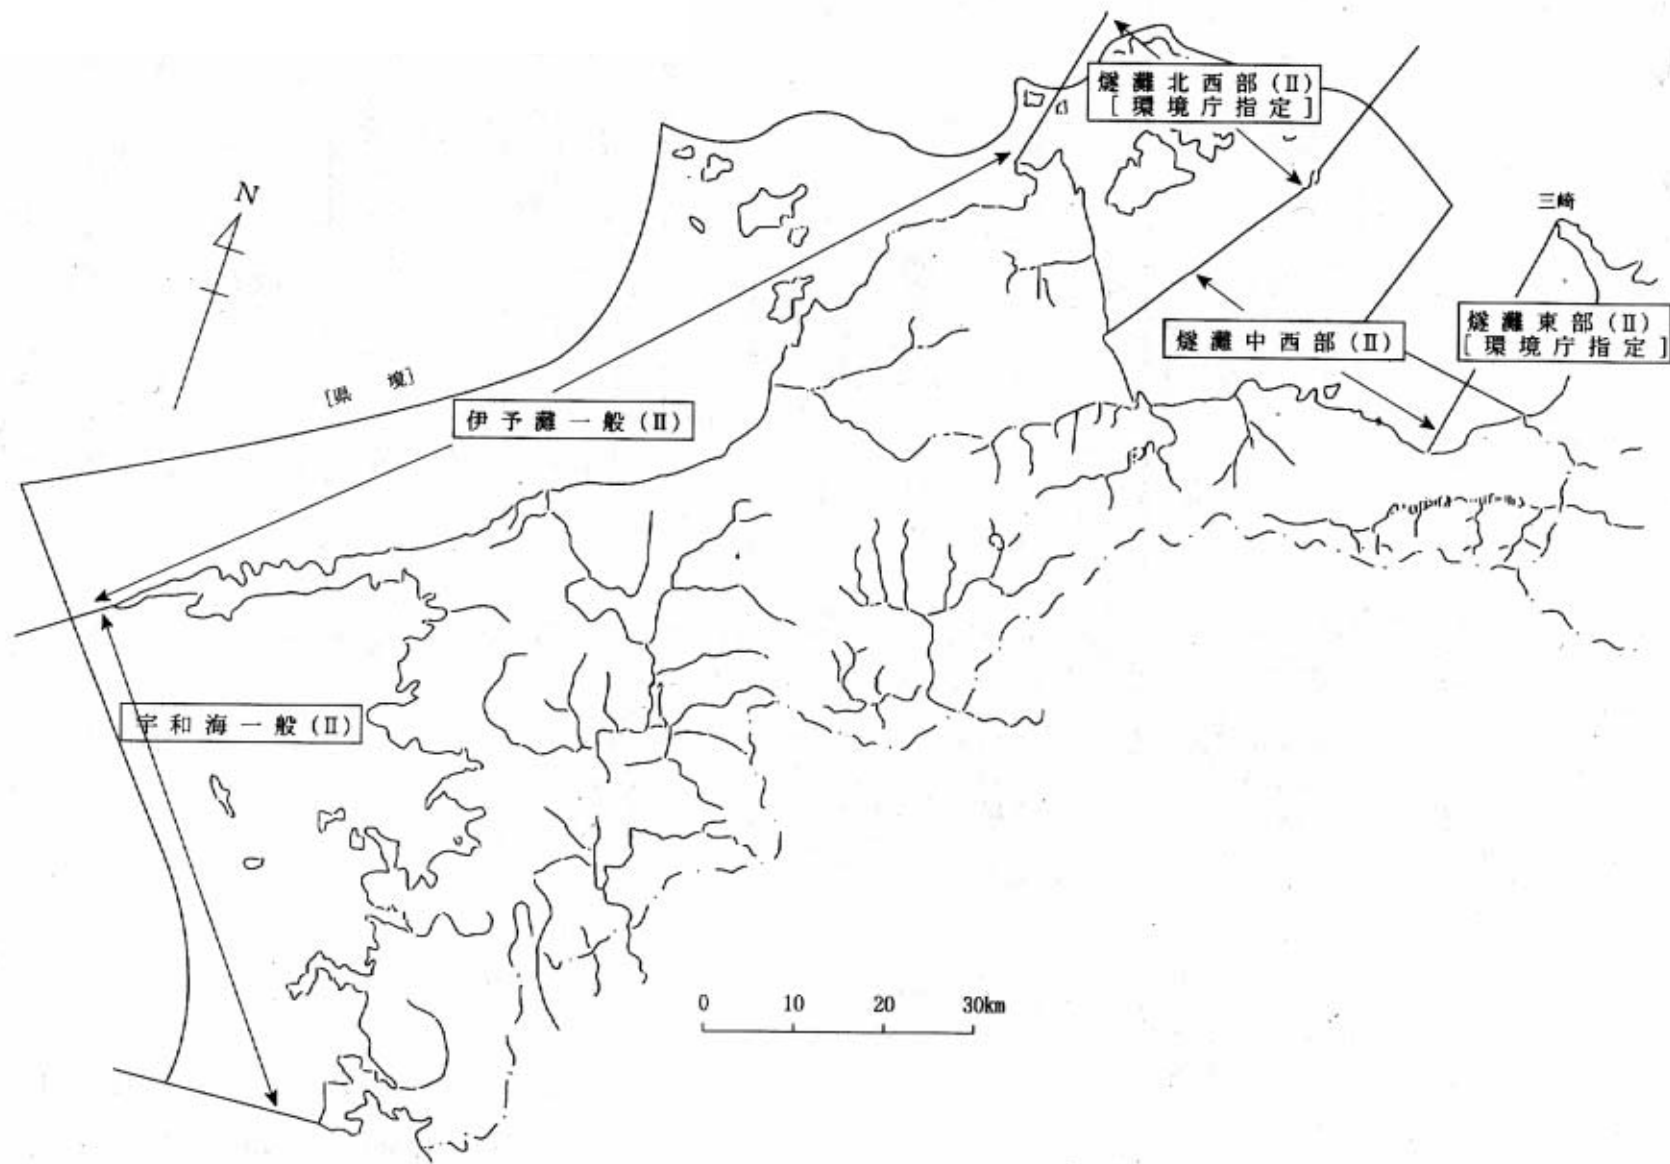 燧灘北西部(II)
[環境庁指定]
N
三崎
燧灘東部(II)
[環境庁指定]
燧灘中西部(II)
[県境]
伊予灘一般(II)
宇和海一般(II)
0 10 20 30km